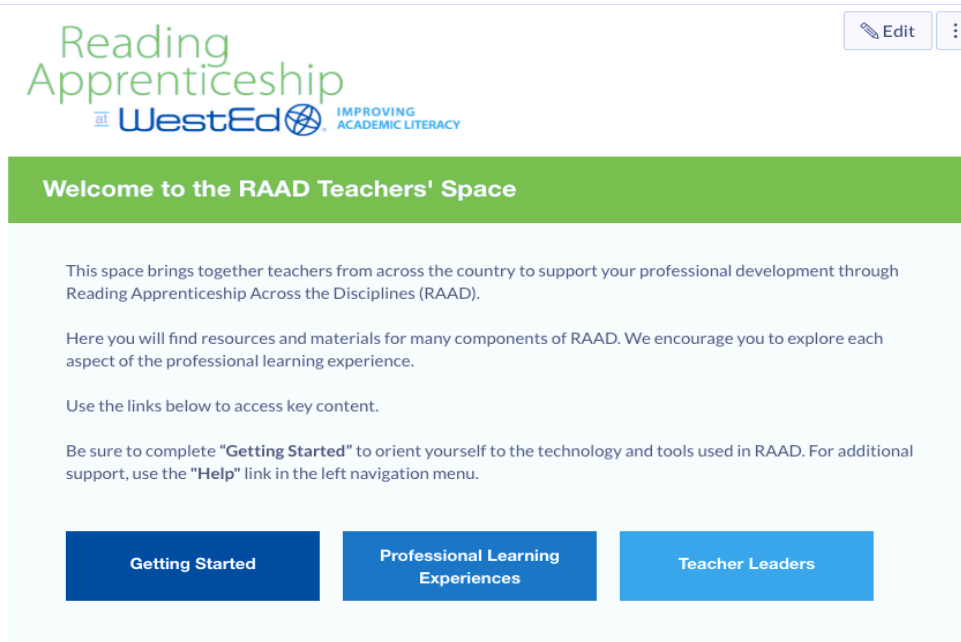 Edit
Reading
Apprenticeship
at WestEd® IMPROVING
ACADEMIC LITERACY
Welcome to the RAAD Teachers' Space
This space brings together teachers from across the country to support your professional development through
Reading Apprenticeship Across the Disciplines (RAAD).
Here you will find resources and materials for many components of RAAD. We encourage you to explore each
aspect of the professional learning experience.
Use the links below to access key content.
Be sure to complete “Getting Started” to orient yourself to the technology and tools used in RAAD. For additional
support, use the "Help" link in the left navigation menu.
Getting Started
Professional Learning
Experiences
Teacher Leaders